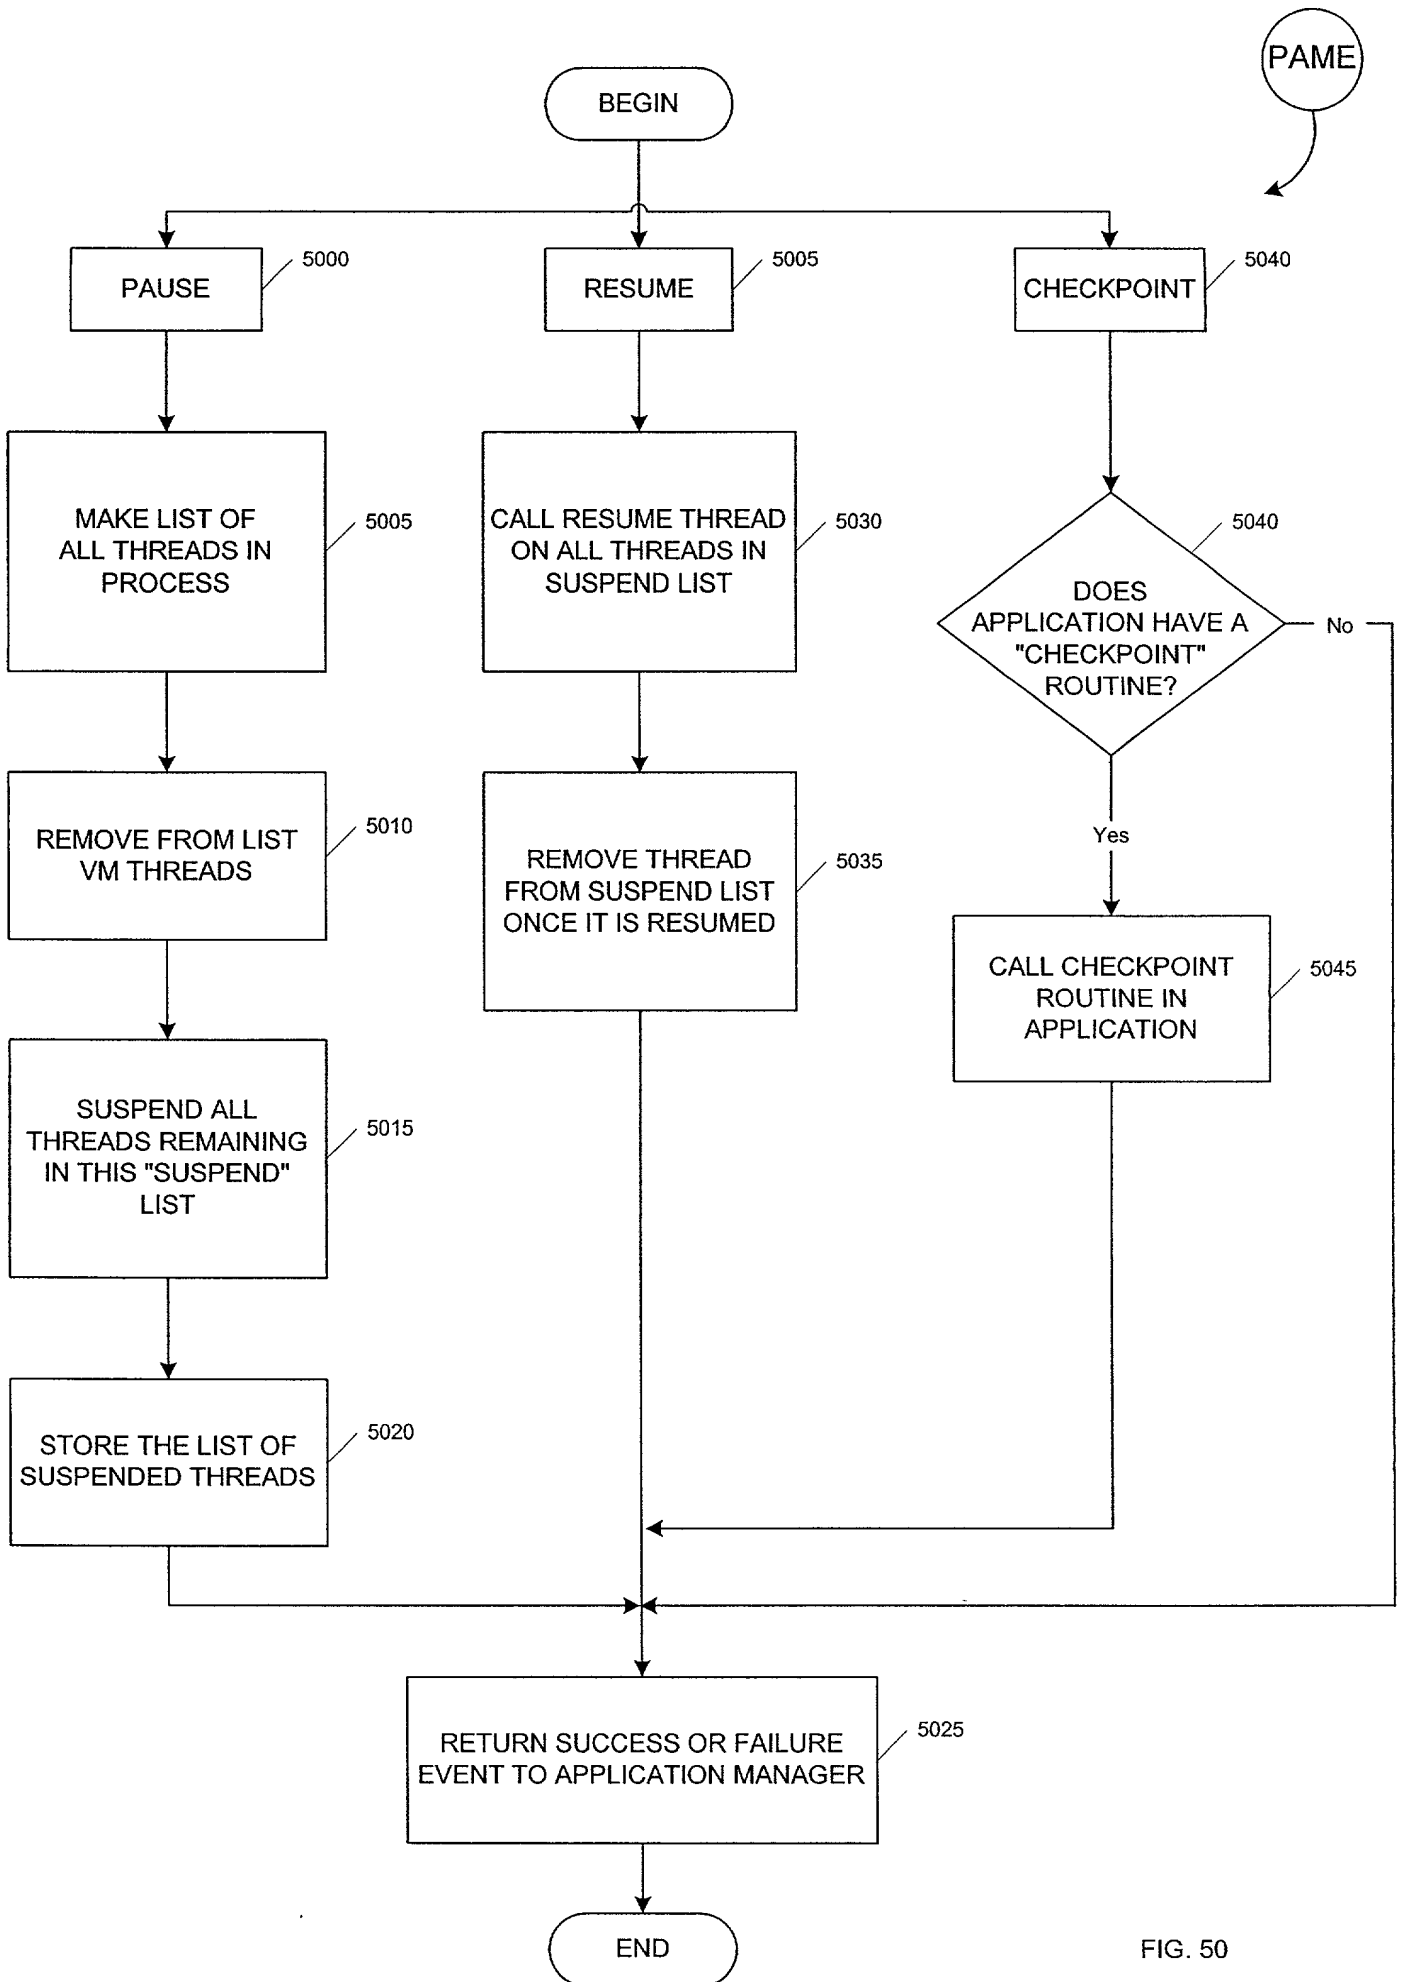 PAME
BEGIN
PAUSE
5000
RESUME
5005
CHECKPOINT
5040
MAKE LIST OF
ALL THREADS IN
PROCESS
5005
CALL RESUME THREAD
ON ALL THREADS IN
SUSPEND LIST
5030
DOES
APPLICATION HAVE A
"CHECKPOINT"
ROUTINE?
5040
No
Yes
REMOVE FROM LIST
VM THREADS
5010
REMOVE THREAD
FROM SUSPEND LIST
ONCE IT IS RESUMED
5035
CALL CHECKPOINT
ROUTINE IN
APPLICATION
5045
SUSPEND ALL
THREADS REMAINING
IN THIS "SUSPEND"
LIST
5015
STORE THE LIST OF
SUSPENDED THREADS
5020
RETURN SUCCESS OR FAILURE
EVENT TO APPLICATION MANAGER
5025
END
FIG. 50